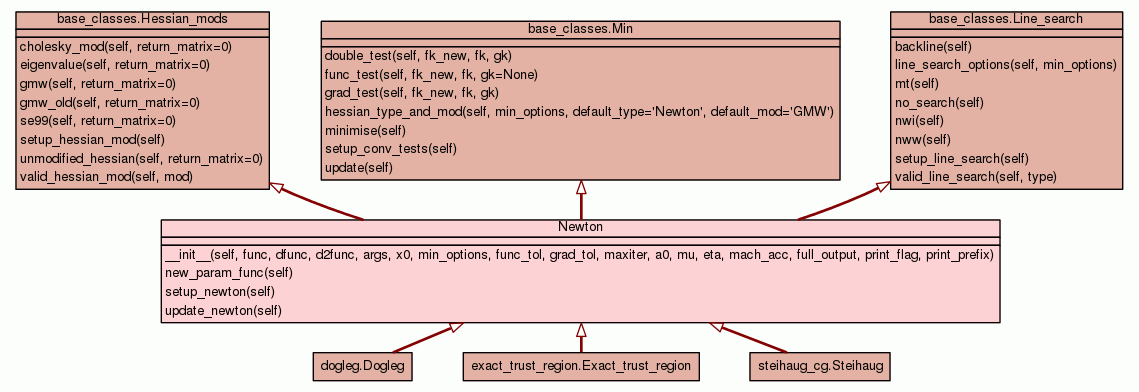 base_classes.Hessian_mods
cholesky_mod(self, return_matrix=0)
eigenvalue(self, return_matrix=0)
gmw(self, return_matrix=0)
gmw_old(self, return_matrix=0)
se99(self, return_matrix=0)
setup_hessian_mod(self)
unmodified_hessian(self, return_matrix=0)
valid_hessian_mod(self, mod)
base_classes.Min
double_test(self, fk_new, fk, gk)
func_test(self, fk_new, fk, gk=None)
grad_test(self, fk_new, fk, gk)
hessian_type_and_mod(self, min_options, default_type='Newton', default_mod='GMW')
minimise(self)
setup_conv_tests(self)
update(self)
base_classes.Line_search
backline(self)
line_search_options(self, min_options)
mt(self)
no_search(self)
nwi(self)
nww(self)
setup_line_search(self)
valid_line_search(self, type)
Newton
__init__(self, func, dfunc, d2func, args, x0, min_options, func_tol, grad_tol, maxiter, a0, mu, eta, mach_acc, full_output, print_flag, print_prefix)
new_param_func(self)
setup_newton(self)
update_newton(self)
dogleg.Dogleg
exact_trust_region.Exact_trust_region
steihaug_cg.Steihaug